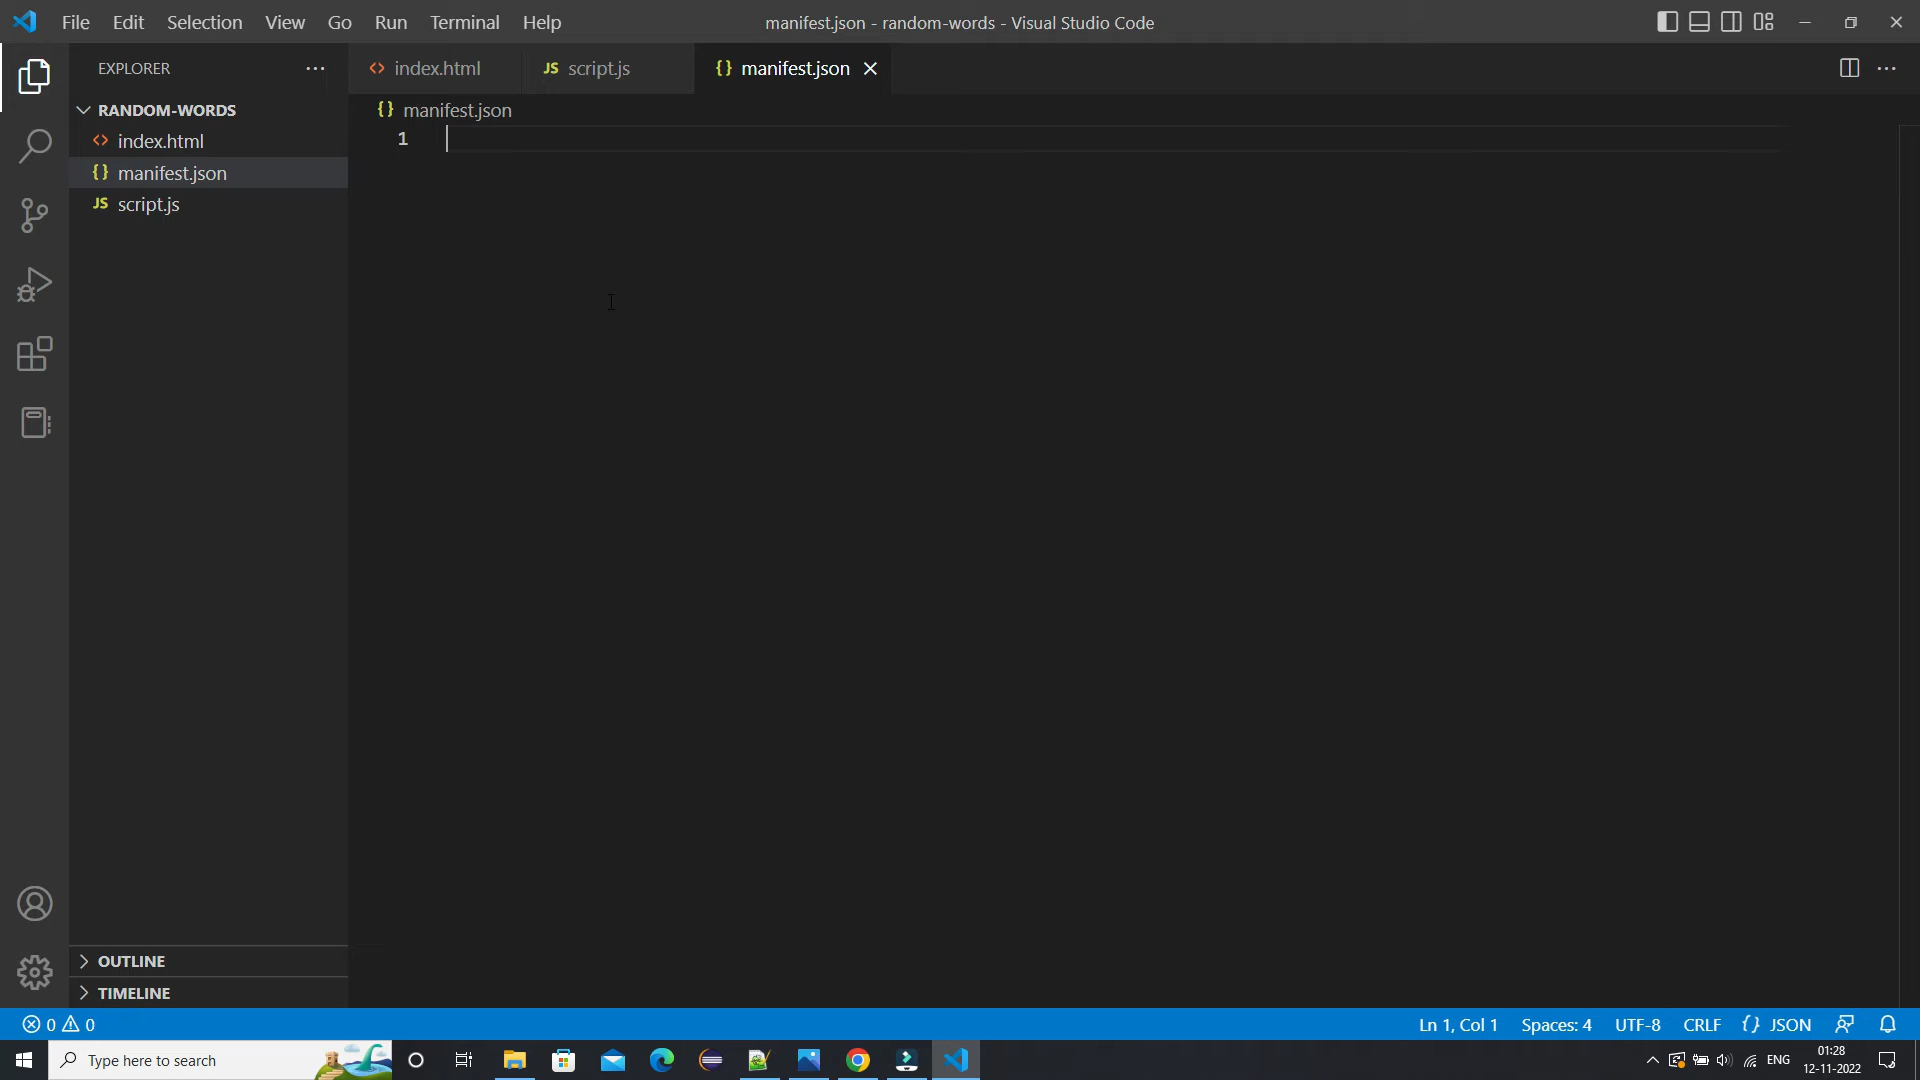 File Edit Selection View Go Run Terminal Help
manifest.json - random-words - Visual Studio Code
EXPLORER
index.html
JS script.js
{} manifest.json
RANDOM-WORDS
index.html
{} manifest.json
JS script.js
{} manifest.json
1
OUTLINE
TIMELINE
0 0
Ln 1, Col 1 Spaces: 4 UTF-8 CRLF {} JSON
Type here to search
ENG
01:28
12-11-2022